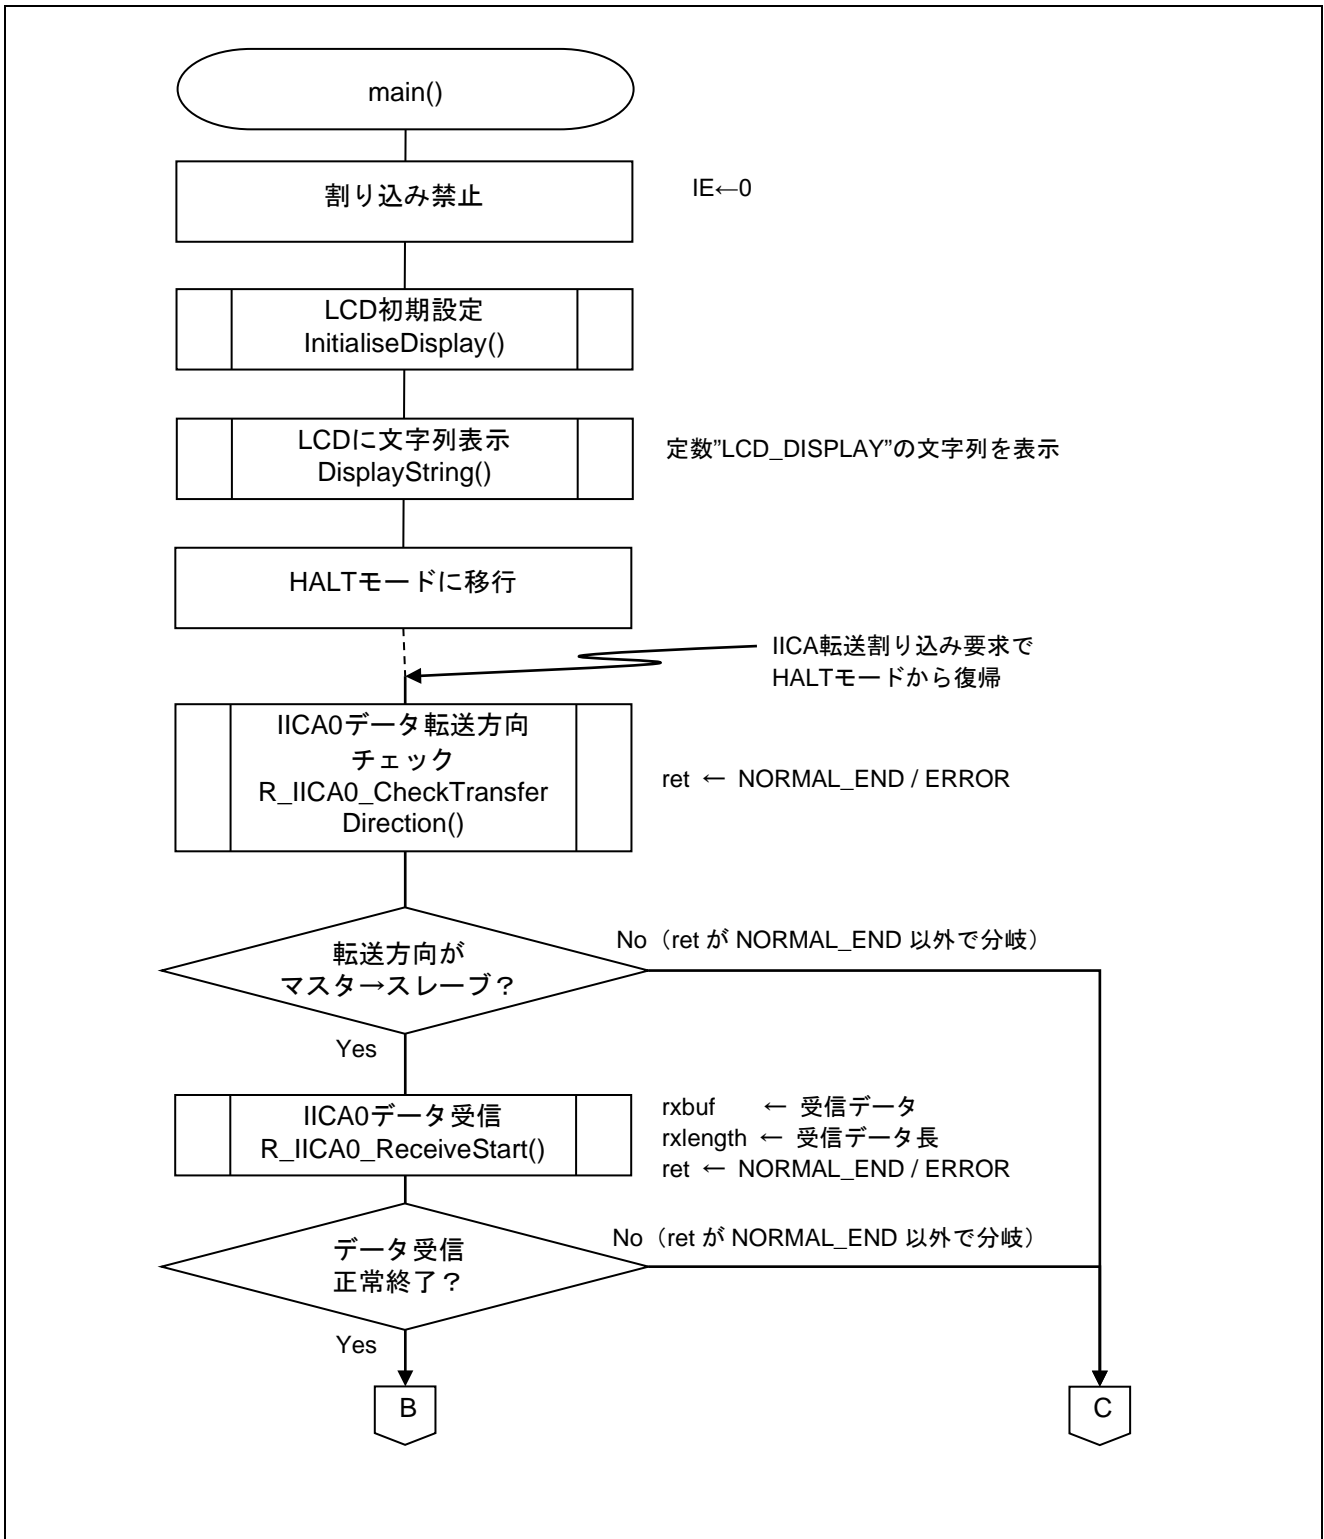 main()
割り込み禁止
IE←0
LCD初期設定
InitialiseDisplay()
LCDに文字列表示
DisplayString()
定数”LCD_DISPLAY”の文字列を表示
HALTモードに移行
IICA転送割り込み要求で
HALTモードから復帰
IICA0データ転送方向
チェック
R_IICA0_CheckTransfer
Direction()
ret ← NORMAL_END / ERROR
転送方向が
マスタ→スレーブ？
No（ret が NORMAL_END 以外で分岐）
Yes
IICA0データ受信
R_IICA0_ReceiveStart()
rxbuf ← 受信データ
rxlength ← 受信データ長
ret ← NORMAL_END / ERROR
データ受信
正常終了？
No（ret が NORMAL_END 以外で分岐）
Yes
B
C